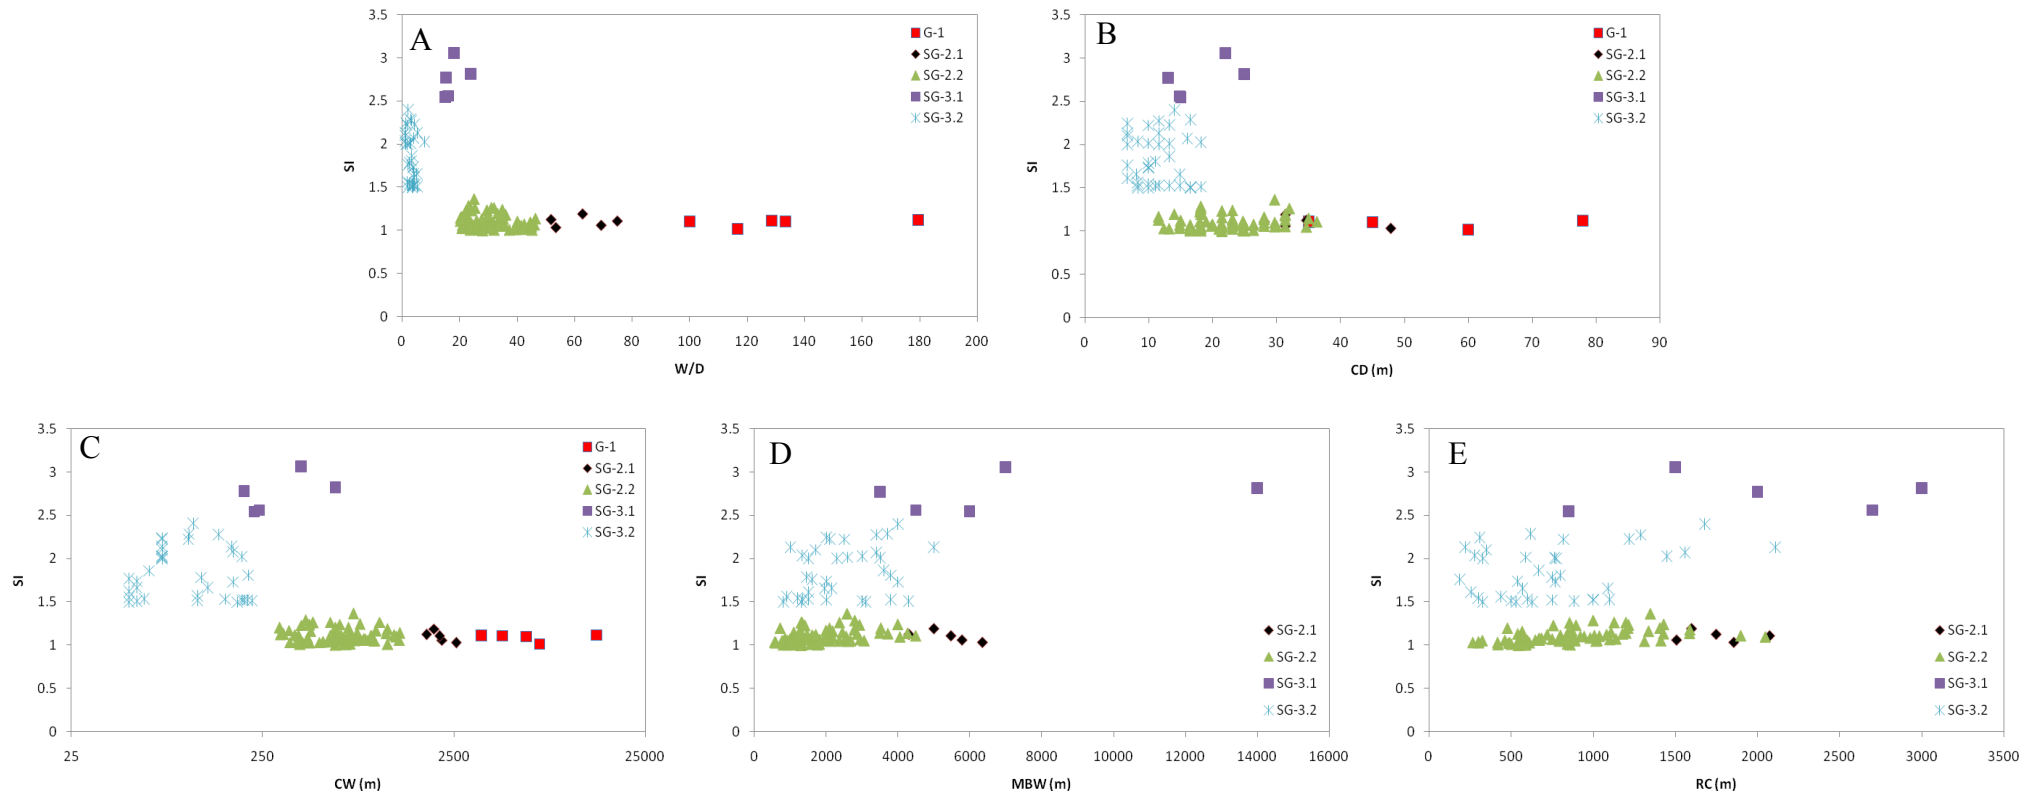 A
SI
3.5
3
2.5
2
1.5
1
0.5
0
0 20 40 60 80 100 120 140 160 180 200
W/D
G-1
SG-2.1
SG-2.2
SG-3.1
SG-3.2
B
SI
3.5
3
2.5
2
1.5
1
0.5
0
0 10 20 30 40 50 60 70 80 90
CD (m)
G-1
SG-2.1
SG-2.2
SG-3.1
SG-3.2
C
SI
3.5
3
2.5
2
1.5
1
0.5
0
25 250 2500 25000
CW (m)
G-1
SG-2.1
SG-2.2
SG-3.1
SG-3.2
D
SI
3.5
3
2.5
2
1.5
1
0.5
0
0 2000 4000 6000 8000 10000 12000 14000 16000
MBW (m)
SG-2.1
SG-2.2
SG-3.1
SG-3.2
E
SI
3.5
3
2.5
2
1.5
1
0.5
0
0 500 1000 1500 2000 2500 3000 3500
RC (m)
SG-2.1
SG-2.2
SG-3.1
SG-3.2